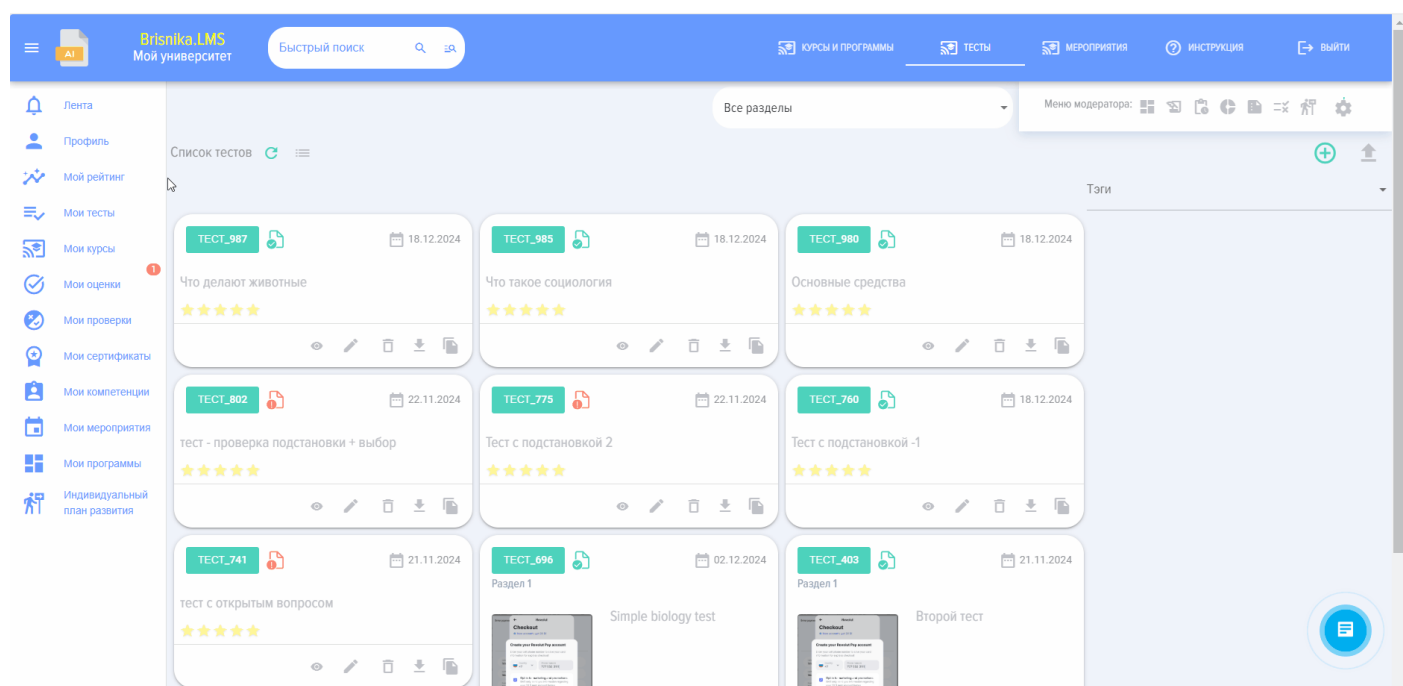 AI
Brisnika.LMS
Мой университет
Быстрый поиск
КУРСЫ И ПРОГРАММЫ
ТЕСТЫ
МЕРОПРИЯТИЯ
ИНСТРУКЦИЯ
ВЫЙТИ
Лента
Профиль
Мой рейтинг
Мои тесты
Мои курсы
1
Мои оценки
Мои проверки
Мои сертификаты
Мои компетенции
Мои мероприятия
Мои программы
Индивидуальный
план развития
Все разделы
Меню модератора:
Список тестов
Тэги
ТЕСТ_987
18.12.2024
Что делают животные
ТЕСТ_985
18.12.2024
Что такое социология
ТЕСТ_980
18.12.2024
Основные средства
ТЕСТ_802
22.11.2024
тест - проверка подстановки + выбор
ТЕСТ_775
22.11.2024
Тест с подстановкой 2
ТЕСТ_760
18.12.2024
Тест с подстановкой -1
ТЕСТ_741
21.11.2024
тест с открытым вопросом
ТЕСТ_696
02.12.2024
Раздел 1
Simple biology test
Checkout
ТЕСТ_403
21.11.2024
Раздел 1
Второй тест
Checkout